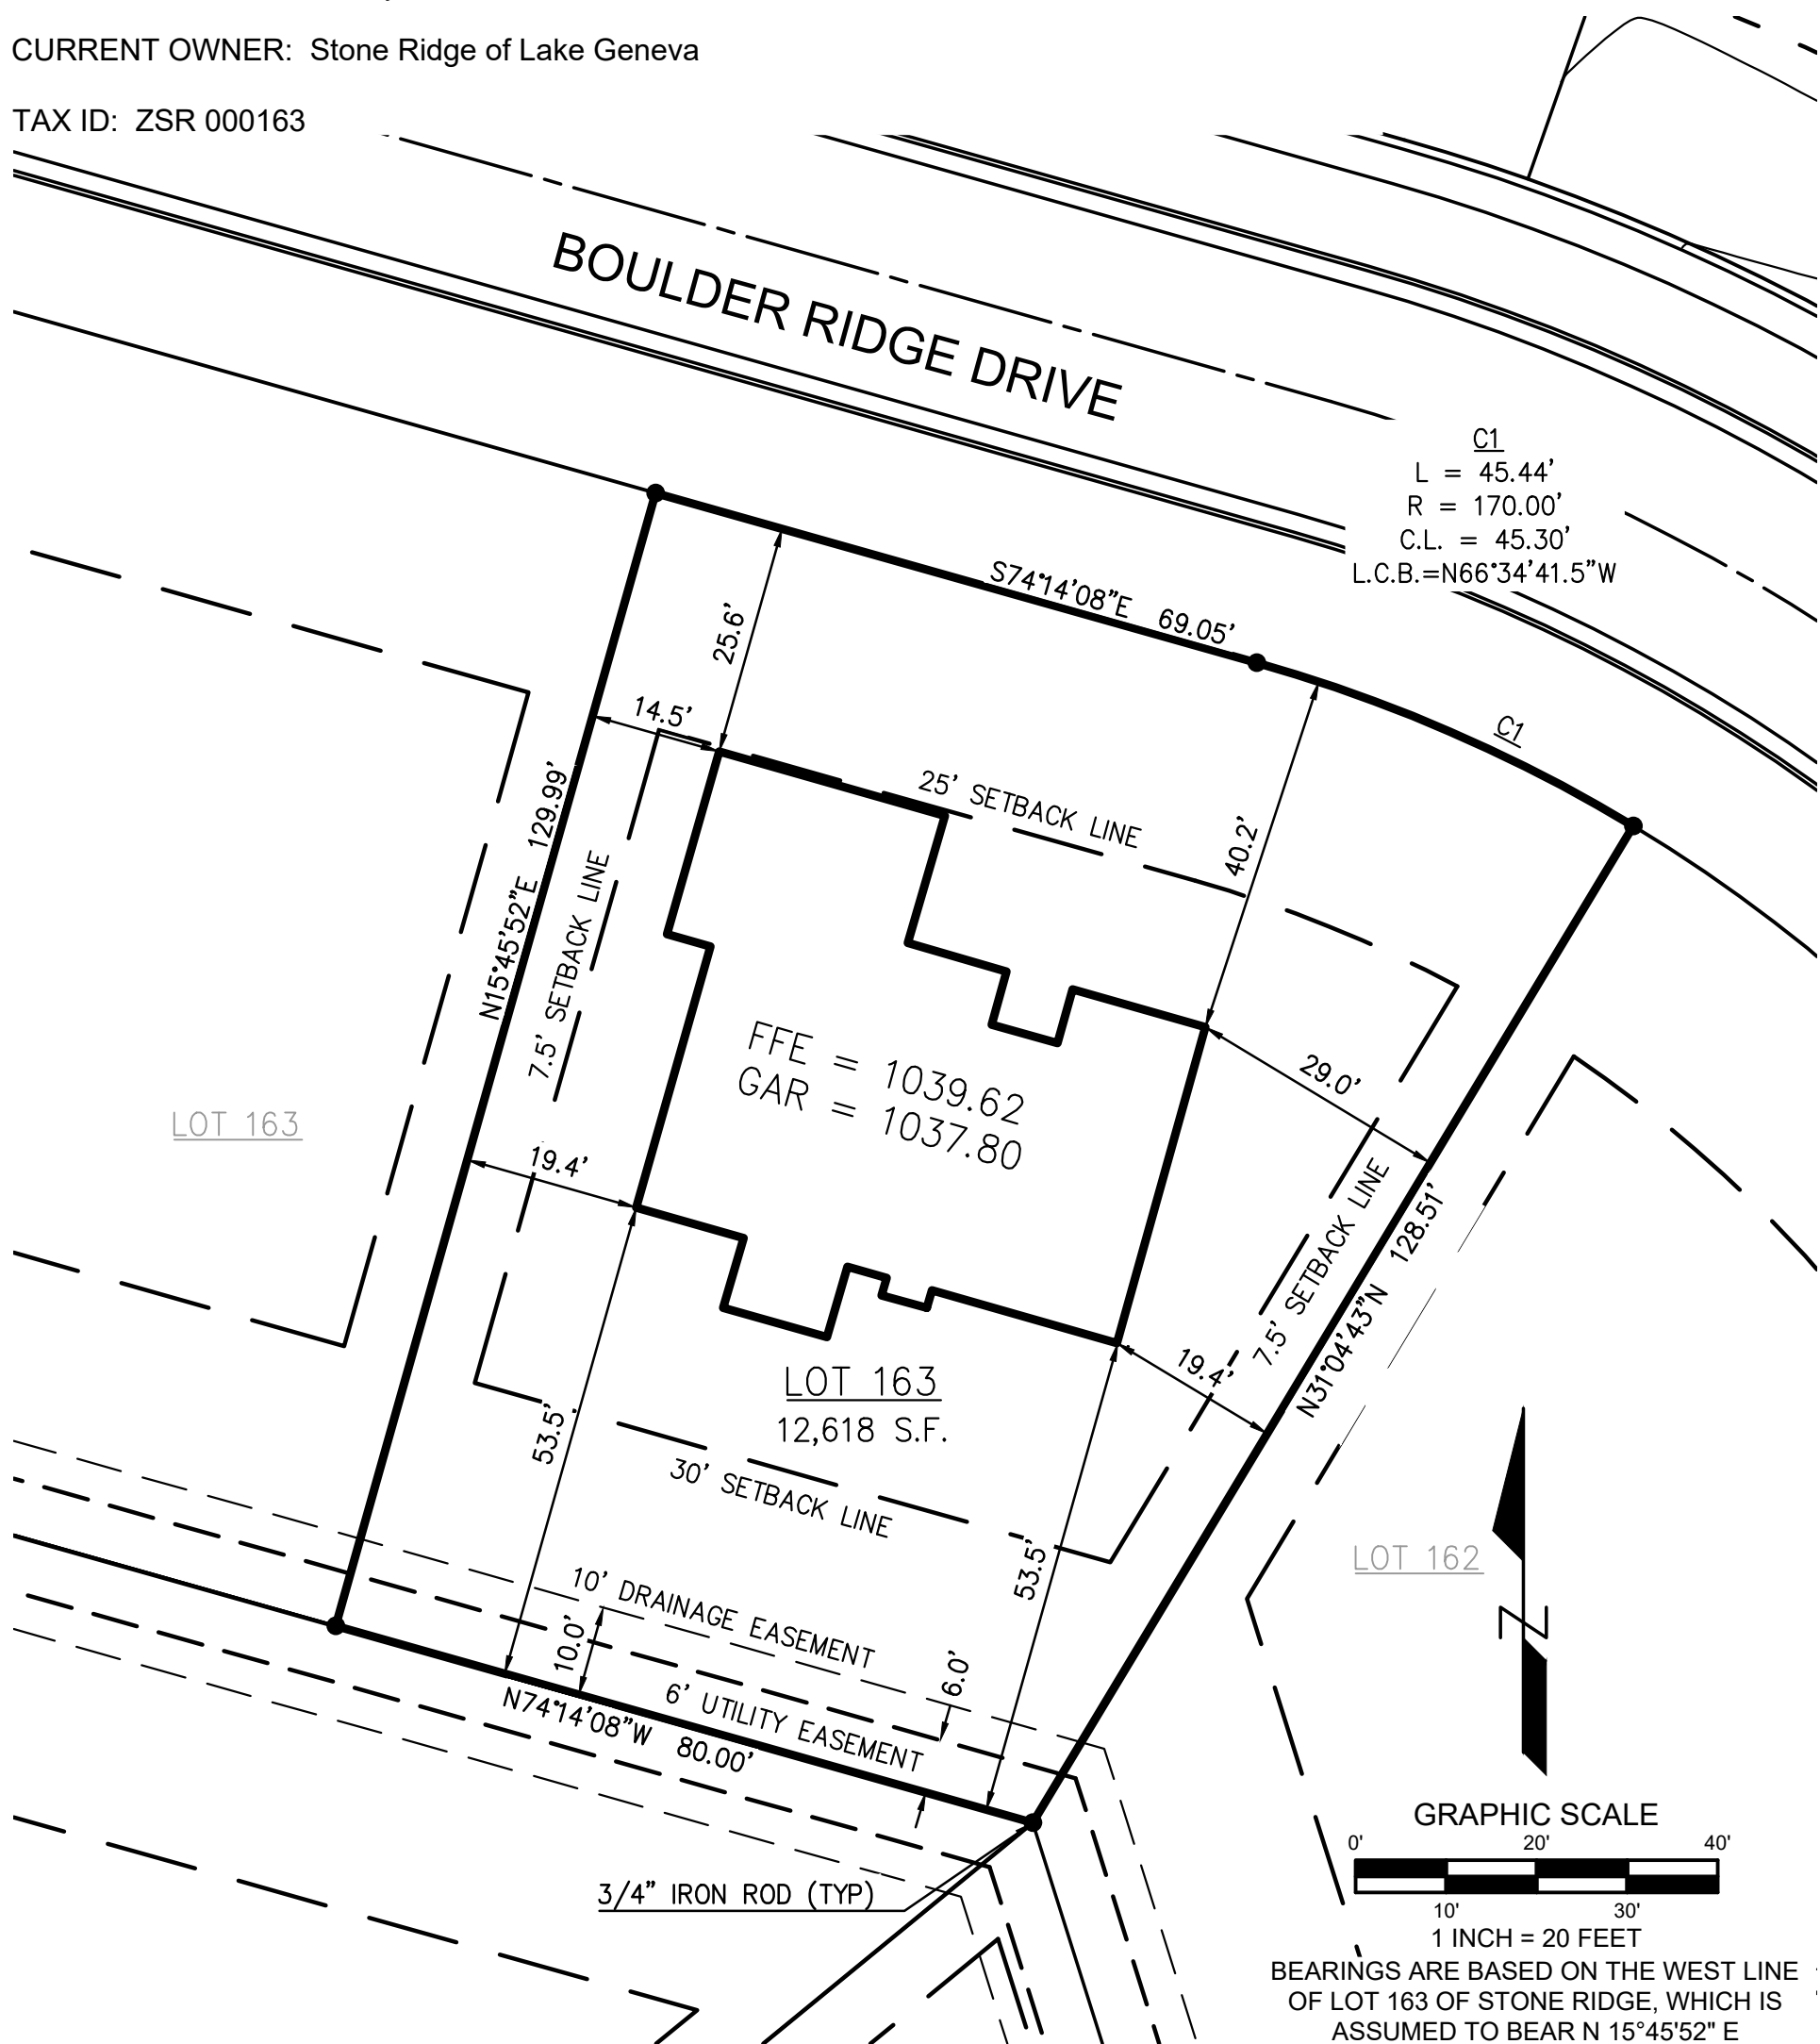 CURRENT OWNER: Stone Ridge of Lake Geneva
TAX ID: ZSR 000163
BOULDER RIDGE DRIVE
C1
L = 45.44'
R = 170.00'
C.L. = 45.30'
L.C.B.=N66°34'41.5"W
S74°14'08"E 69.05'
25.6'
14.5'
C1
25' SETBACK LINE
40.2'
N15°45'52"E 129.99'
7.5' SETBACK LINE
FFE = 1039.62
GAR = 1037.80
29.0'
LOT 163
19.4'
7.5' SETBACK LINE
N31°04'43"N 128.51'
19.4'
LOT 163
12,618 S.F.
53.5'
30' SETBACK LINE
53.5'
LOT 162
10' DRAINAGE EASEMENT
10.0'
6.0'
6' UTILITY EASEMENT
N74°14'08"W 80.00'
3/4" IRON ROD (TYP)
N
GRAPHIC SCALE
0' 20' 40'
10' 30'
1 INCH = 20 FEET
BEARINGS ARE BASED ON THE WEST LINE
OF LOT 163 OF STONE RIDGE, WHICH IS
ASSUMED TO BEAR N 15°45'52" E